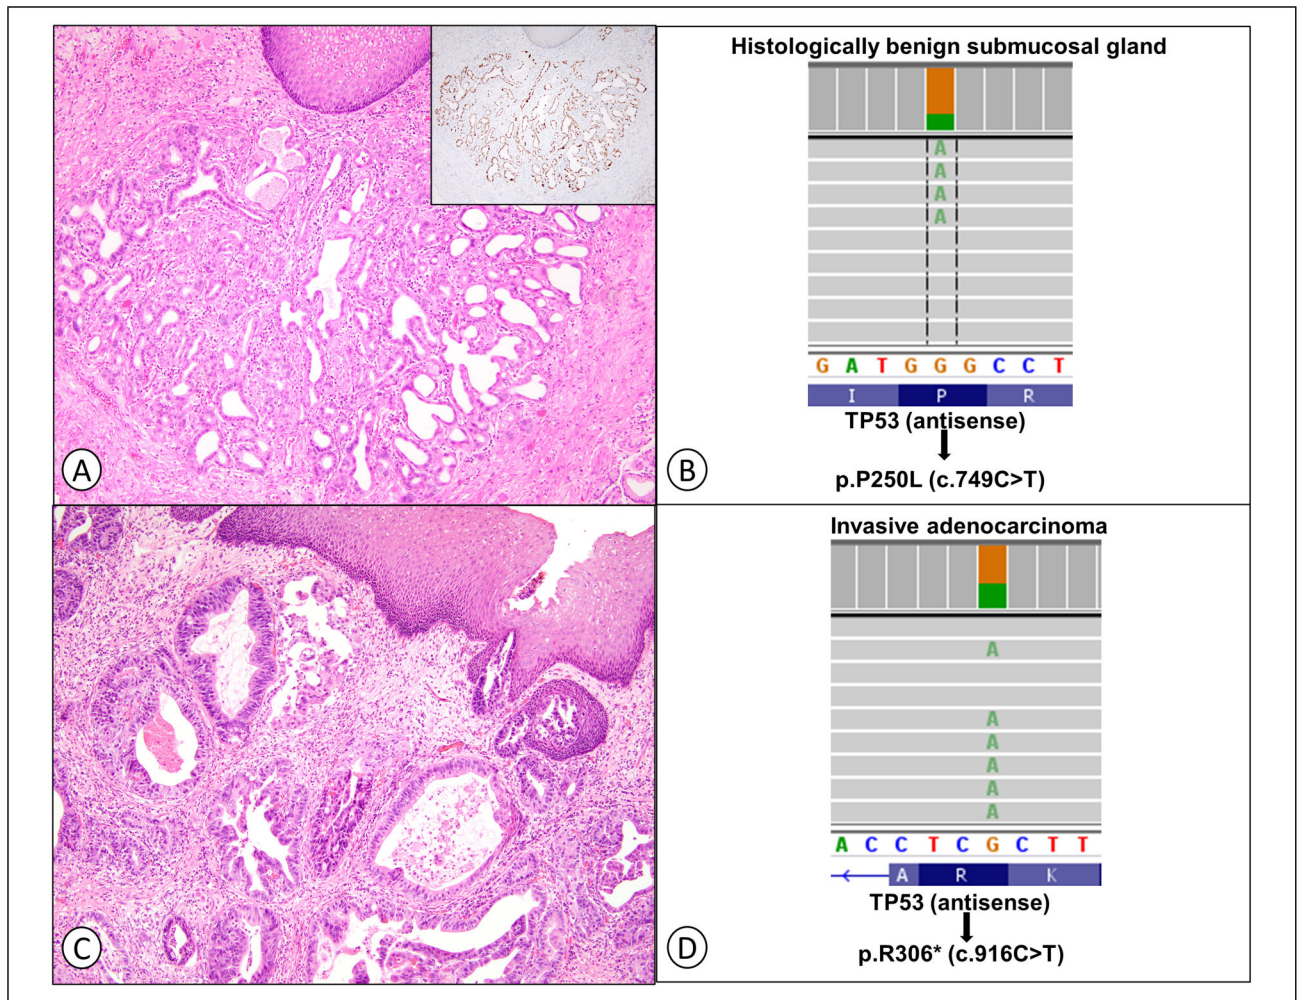 A
Histologically benign submucosal gland
A
A
A
A
G A T G G G C C T
I P R
TP53 (antisense)
p.P250L (c.749C>T)
B
C
Invasive adenocarcinoma
A
A
A
A
A
A
A C C T C G C T T
A R K
TP53 (antisense)
p.R306* (c.916C>T)
D